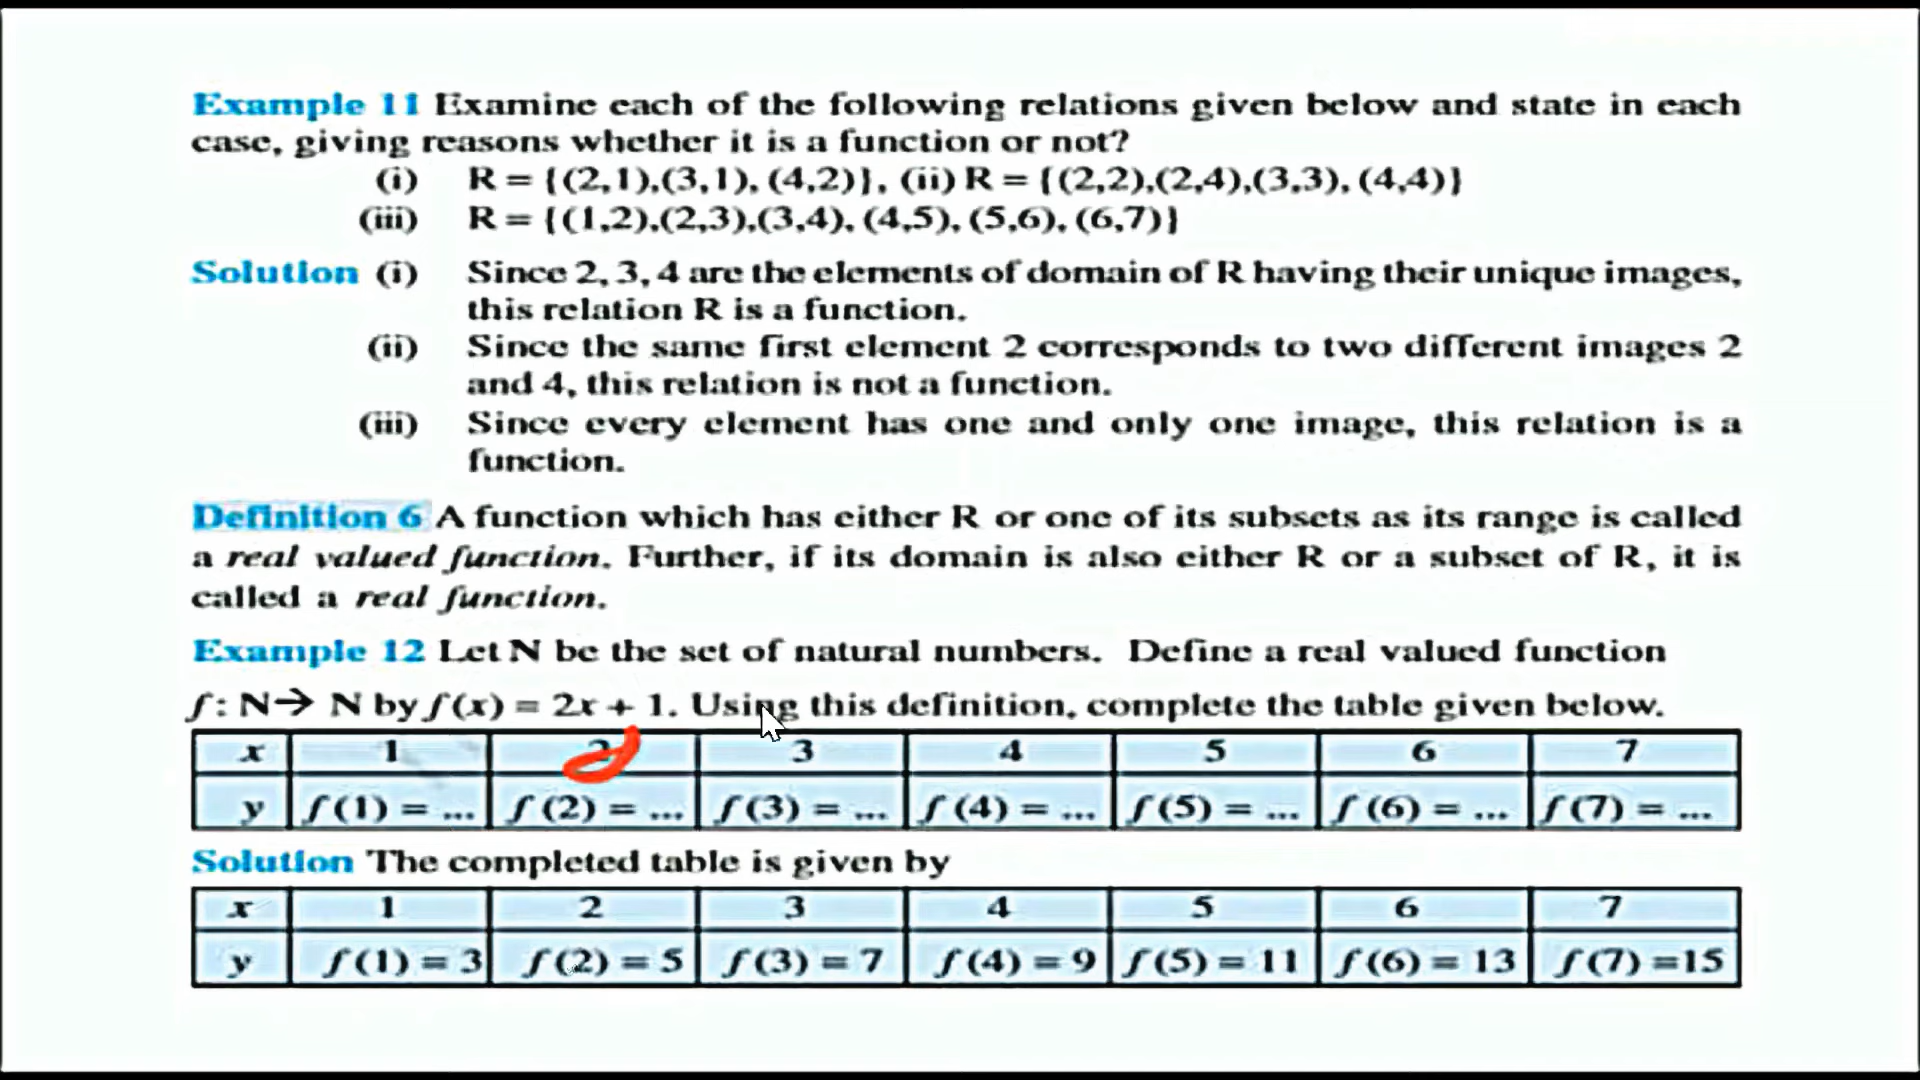 Example 11 Examine each of the following relations given below and state in each
case, giving reasons whether it is a function or not?
(i) R = {(2,1),(3,1), (4,2)}, (ii) R = {(2,2),(2,4),(3,3), (4,4)}
(iii) R = {(1,2),(2,3),(3,4), (4,5), (5,6), (6,7)}
Solution (i) Since 2, 3, 4 are the elements of domain of R having their unique images,
this relation R is a function.
(ii) Since the same first element 2 corresponds to two different images 2
and 4, this relation is not a function.
(iii) Since every element has one and only one image, this relation is a
function.
Definition 6 A function which has either R or one of its subsets as its range is called
a real valued function. Further, if its domain is also either R or a subset of R, it is
called a real function.
Example 12 Let N be the set of natural numbers. Define a real valued function
f : N→ N by f (x) = 2x + 1. Using this definition, complete the table given below.
x 1 2 3 4 5 6 7
y f (1) = ... f (2) = ... f (3) = ... f (4) = ... f (5) = ... f (6) = ... f (7) = ...
Solution The completed table is given by
x 1 2 3 4 5 6 7
y f (1) = 3 f (2) = 5 f (3) = 7 f (4) = 9 f (5) = 11 f (6) = 13 f (7) =15